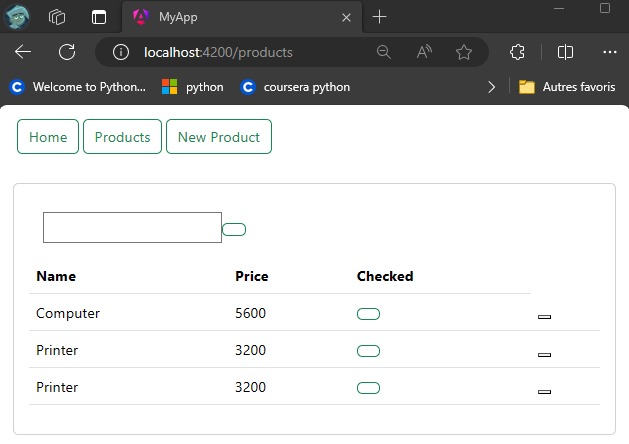 MyApp
localhost:4200/products
Welcome to Python... python coursera python Autres favoris
Home Products New Product
Name Price Checked
Computer 5600
Printer 3200
Printer 3200